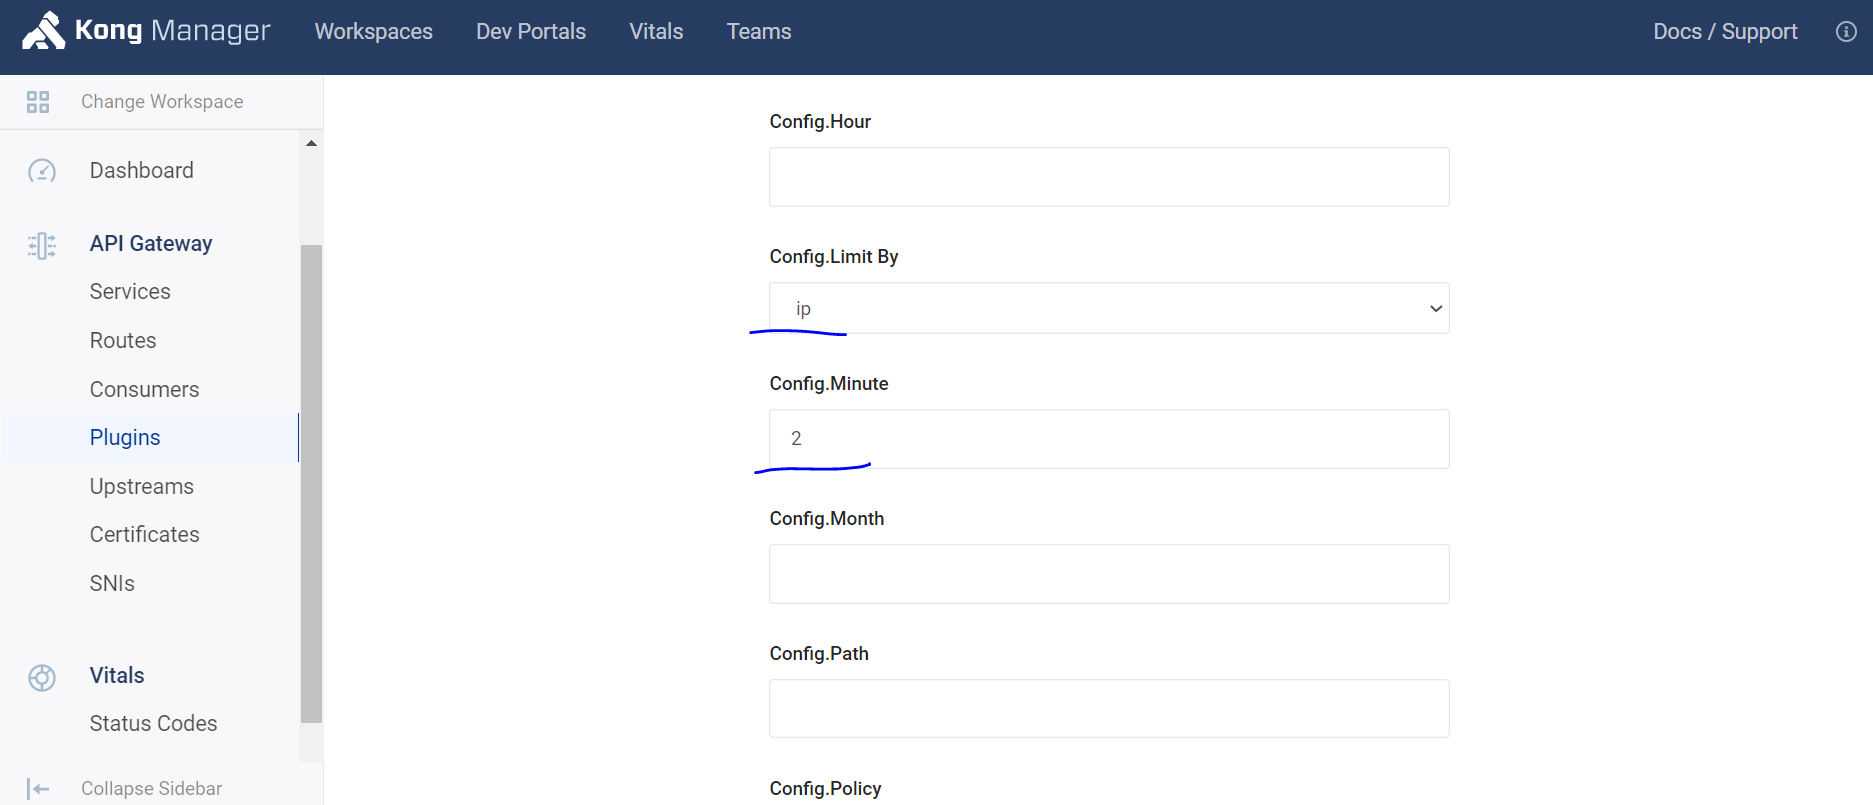 Kong Manager
Workspaces
Dev Portals
Vitals
Teams
Docs / Support
Change Workspace
Dashboard
API Gateway
Services
Routes
Consumers
Plugins
Upstreams
Certificates
SNIs
Vitals
Status Codes
Collapse Sidebar
Config.Hour
Config.Limit By
ip
Config.Minute
2
Config.Month
Config.Path
Config.Policy